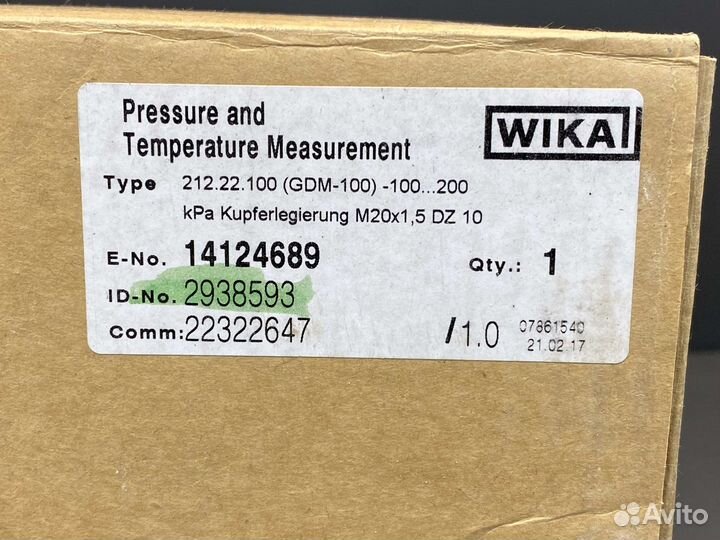 Pressure and
Temperature Measurement
WIKA
Type 212.22.100 (GDM-100) -100...200
kPa Kupferlegierung M20x1,5 DZ 10
E-No. 14124689 Qty.: 1
ID-No. 2938593
Comm: 22322647 /1.0 07861540
21.02.17
Avito